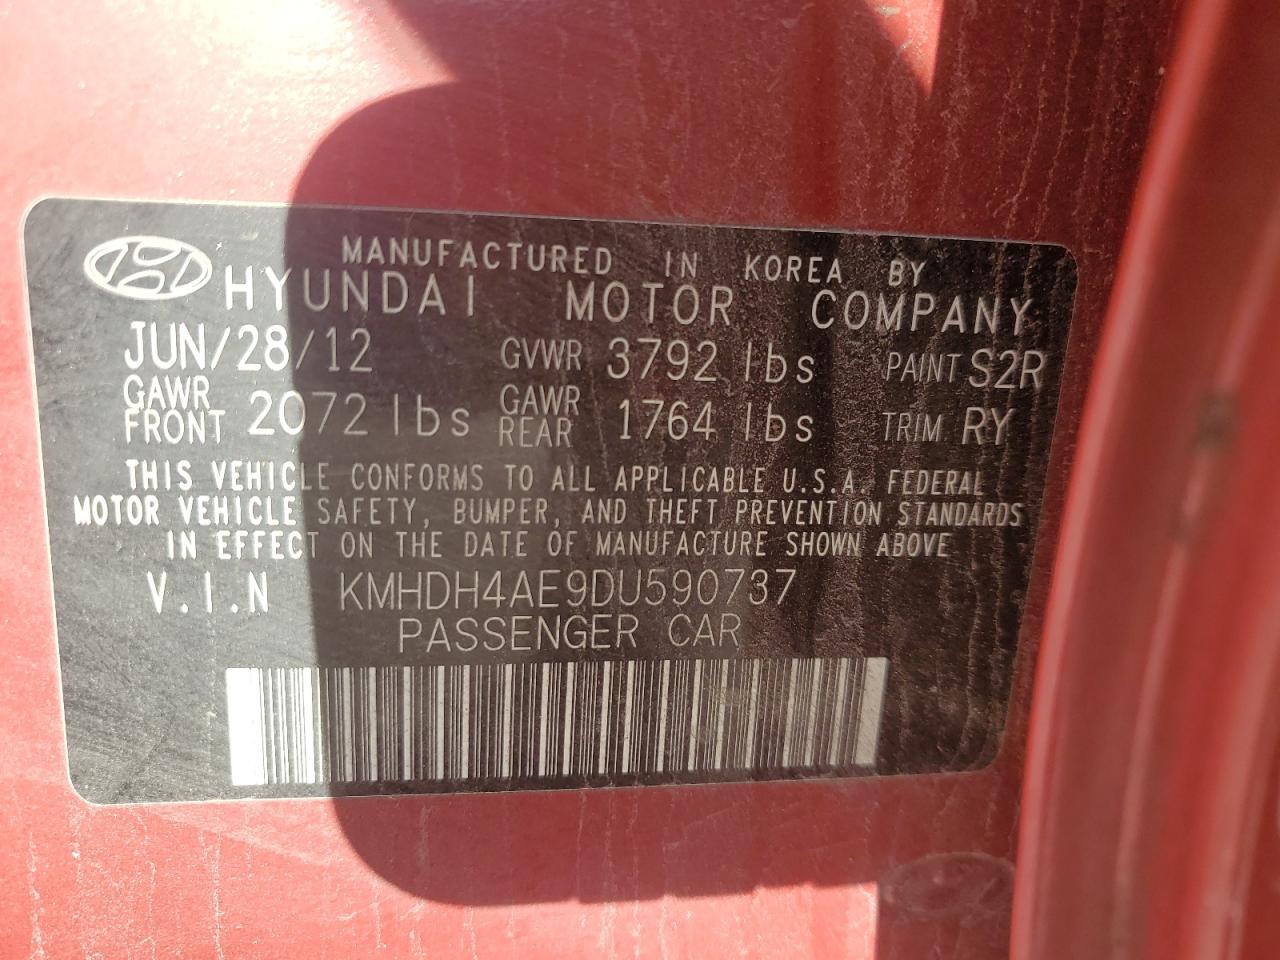 MANUFACTURED IN KOREA BY
HYUNDAI MOTOR COMPANY
JUN/28/12 GVWR 3792 lbs PAINT S2R
GAWR FRONT 2072 lbs GAWR REAR 1764 lbs TRIM RY
THIS VEHICLE CONFORMS TO ALL APPLICABLE U.S.A. FEDERAL
MOTOR VEHICLE SAFETY, BUMPER, AND THEFT PREVENTION STANDARDS
IN EFFECT ON THE DATE OF MANUFACTURE SHOWN ABOVE
V.I.N KMHDH4AE9DU590737
PASSENGER CAR